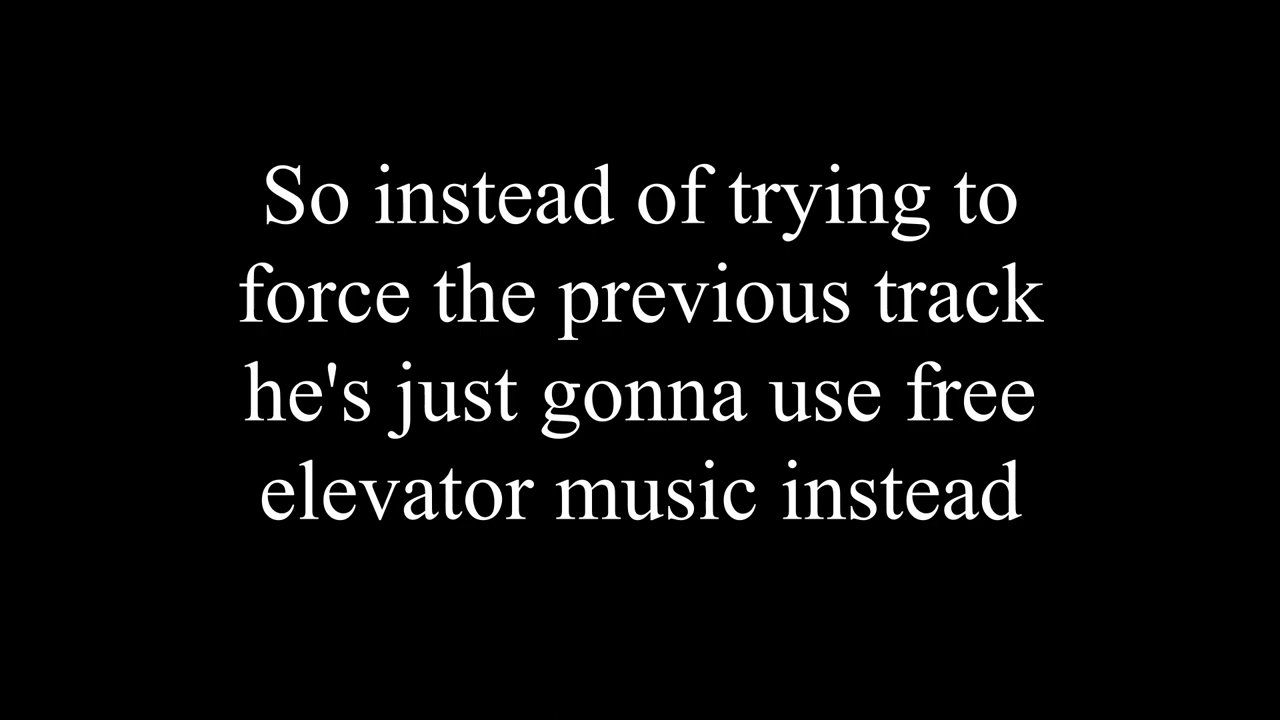 So instead of trying to
force the previous track
he's just gonna use free
elevator music instead